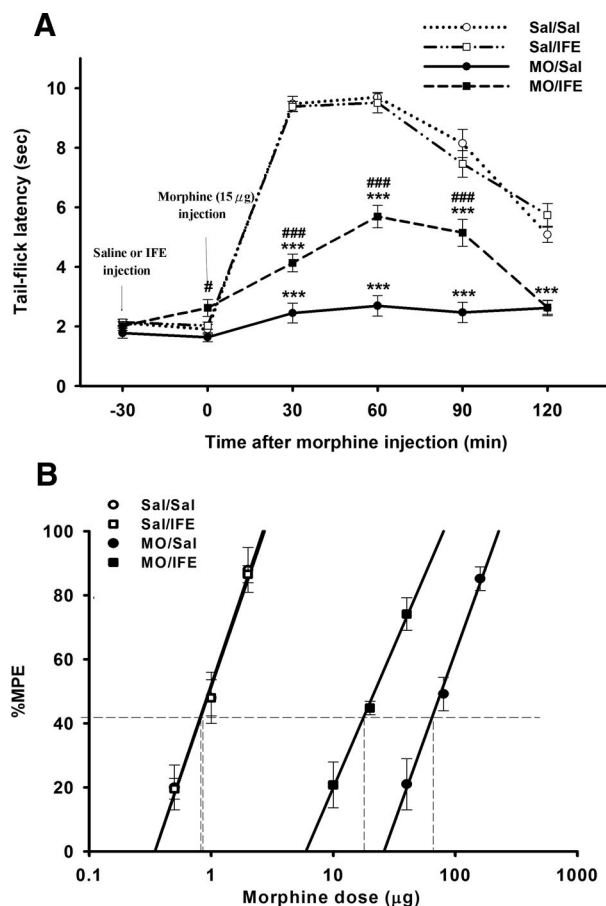 A
Sal/Sal
Sal/IFE
MO/Sal
MO/IFE
Tail-flick latency (sec)
10
8
6
4
2
0
Morphine (15 µg)
injection
Saline or IFE
injection
#
###
***
###
***
###
***
***
***
***
***
-30
0
30
60
90
120
Time after morphine injection (min)
B
Sal/Sal
Sal/IFE
MO/Sal
MO/IFE
%MPE
100
80
60
40
20
0
0.1
1
10
100
1000
Morphine dose (µg)